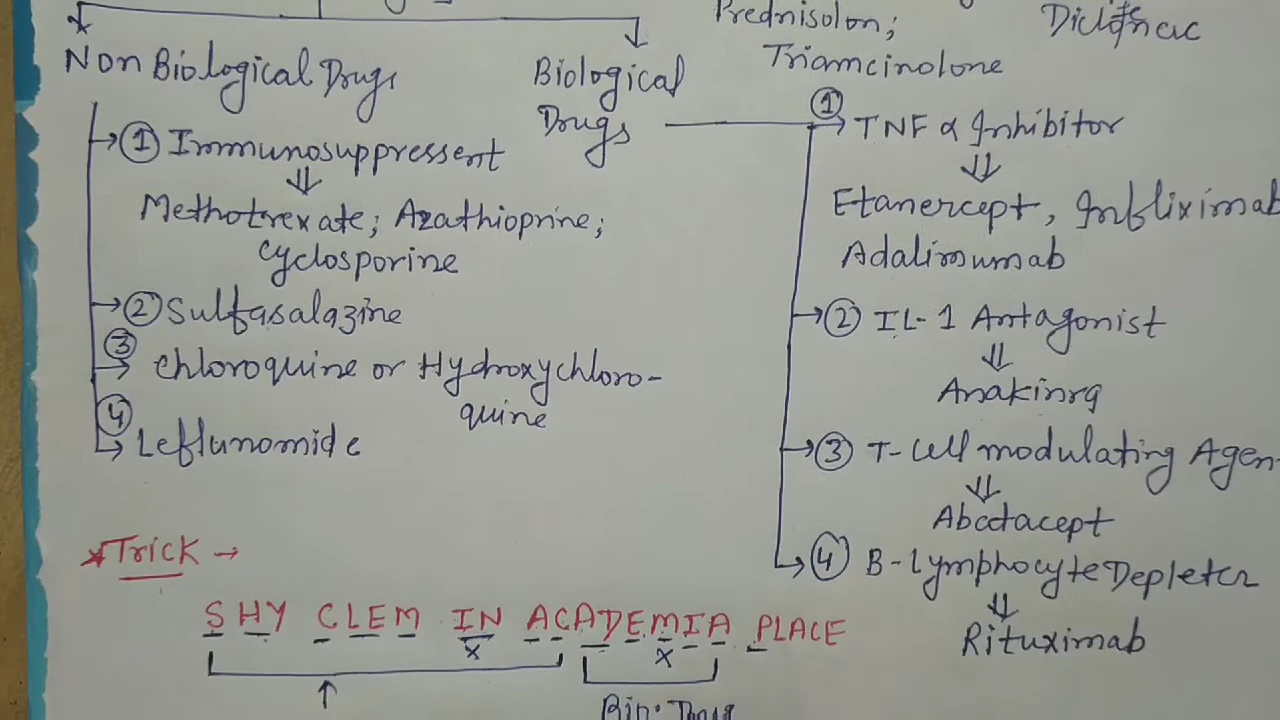 Prednisolon;
Triamcinolone
Non Biological Drugs
Biological
Drugs
① Immunosuppressent
Methotrexate; Azathioprine;
cyclosporine
② Sulfasalazine
③ chloroquine or Hydroxychloro-
quine
④ Leflunomide
① TNF α Inhibitor
Etanercept, Infliximab
Adalimumab
② IL-1 Antagonist
Anakinra
③ T-cell modulating Agen
Abatacept
④ B-lymphocyte Depleter
Rituximab
*Trick →
SHY CLEM IN ACADEMIA PLACE
x x